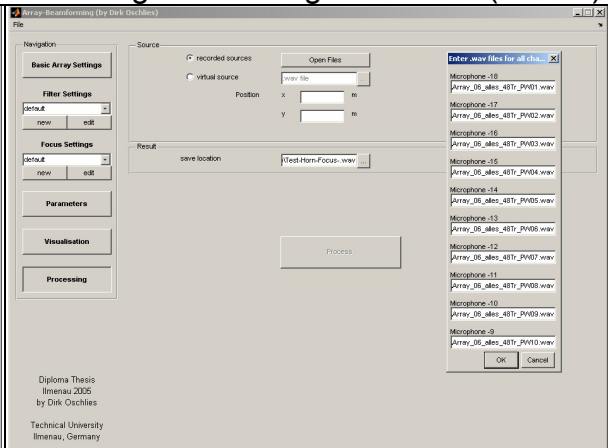 Array-Beamforming (by Dirk Oschlies)
File
Navigation
Basic Array Settings
Filter Settings
default
new edit
Focus Settings
default
new edit
Parameters
Visualisation
Processing
Diploma Thesis
Ilmenau 2005
by Dirk Oschlies
Technical University
Ilmenau, Germany
Source
recorded sources Open Files
virtual source .wav file ...
Position x m
y m
Result
save location \Test-Horn-Focus-.wav ...
Process
Enter .wav files for all cha...
Microphone -18
Array_06_alles_48Tr_PW01.wav
Microphone -17
Array_06_alles_48Tr_PW02.wav
Microphone -16
Array_06_alles_48Tr_PW03.wav
Microphone -15
Array_06_alles_48Tr_PW04.wav
Microphone -14
Array_06_alles_48Tr_PW05.wav
Microphone -13
Array_06_alles_48Tr_PW06.wav
Microphone -12
Array_06_alles_48Tr_PW07.wav
Microphone -11
Array_06_alles_48Tr_PW08.wav
Microphone -10
Array_06_alles_48Tr_PW09.wav
Microphone -9
Array_06_alles_48Tr_PW10.wav
OK Cancel